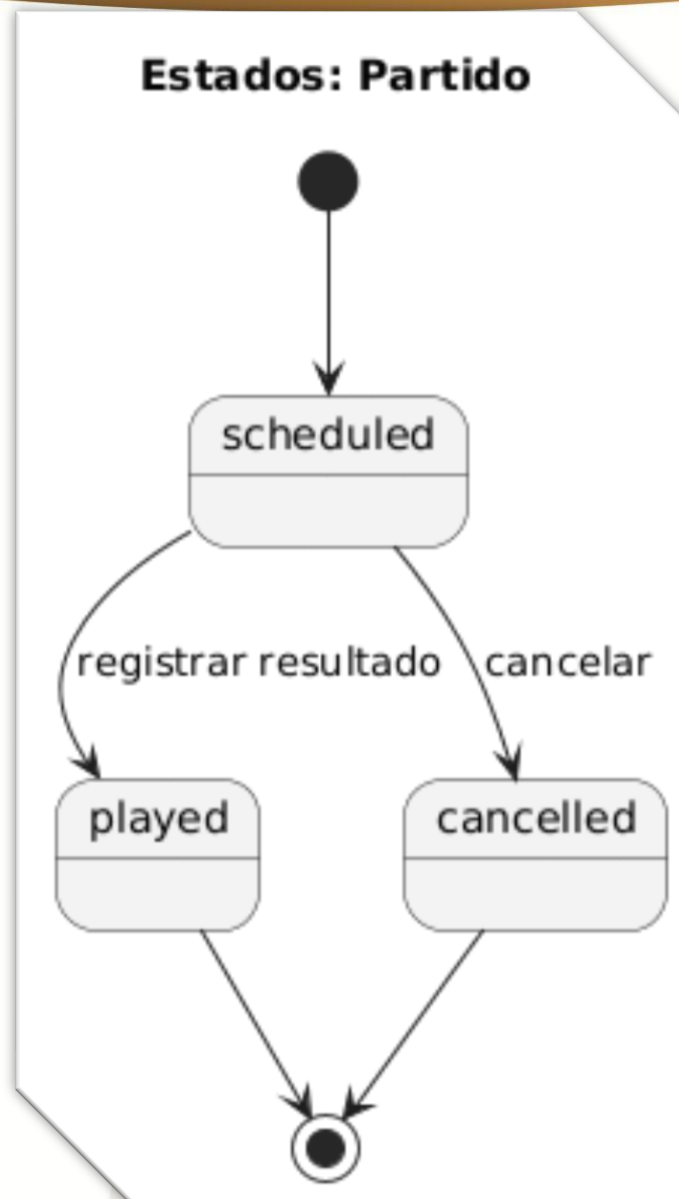 Estados: Partido
scheduled
registrar resultado
cancelar
played
cancelled